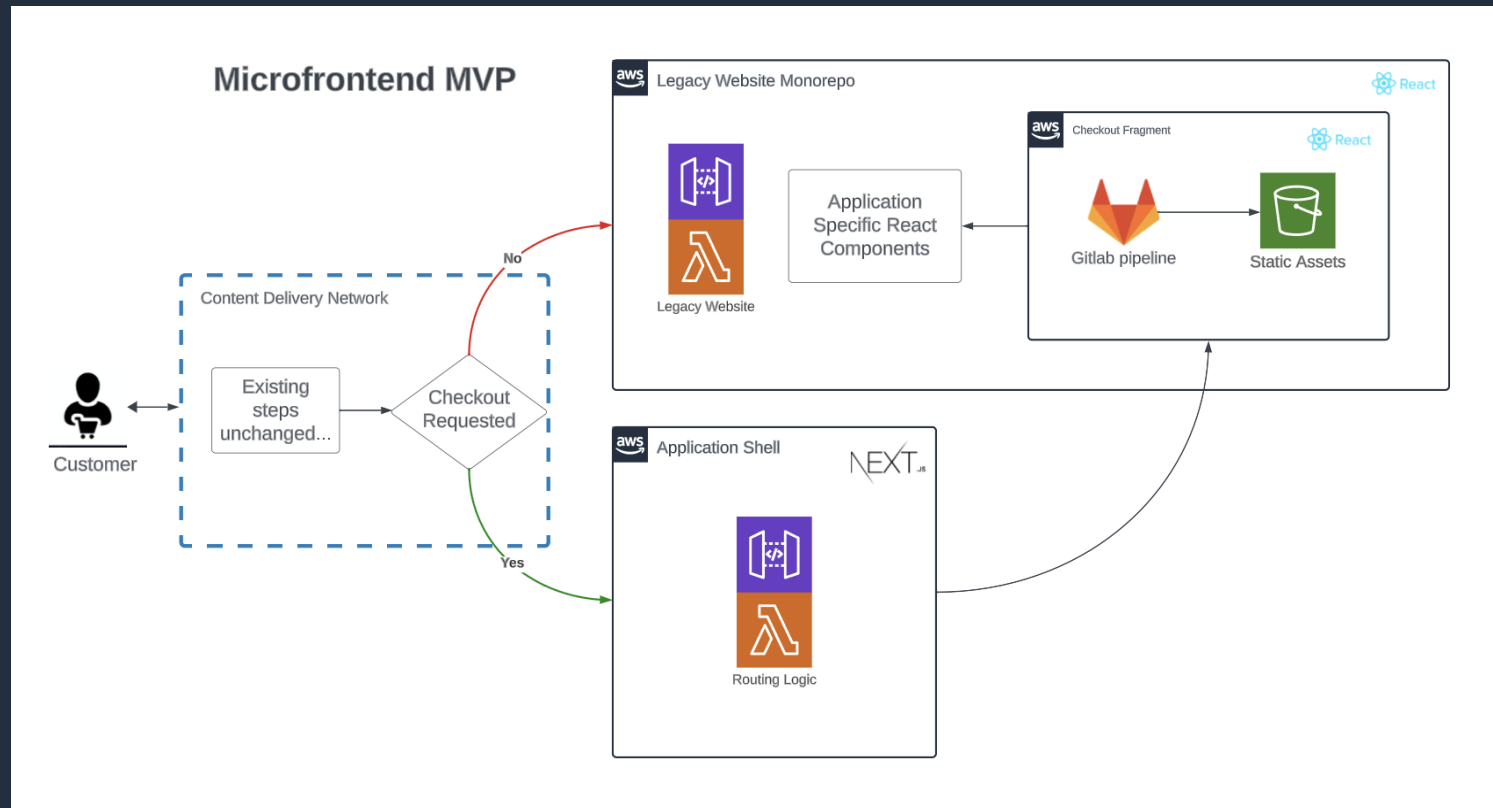 Microfrontend MVP
aws
Legacy Website Monorepo
React
aws
Checkout Fragment
React
</>
Application
Specific React
Components
Gitlab pipeline
Static Assets
Legacy Website
No
Content Delivery Network
Existing
steps
unchanged...
Checkout
Requested
Customer
Yes
aws
Application Shell
NEXT.JS
</>
Routing Logic